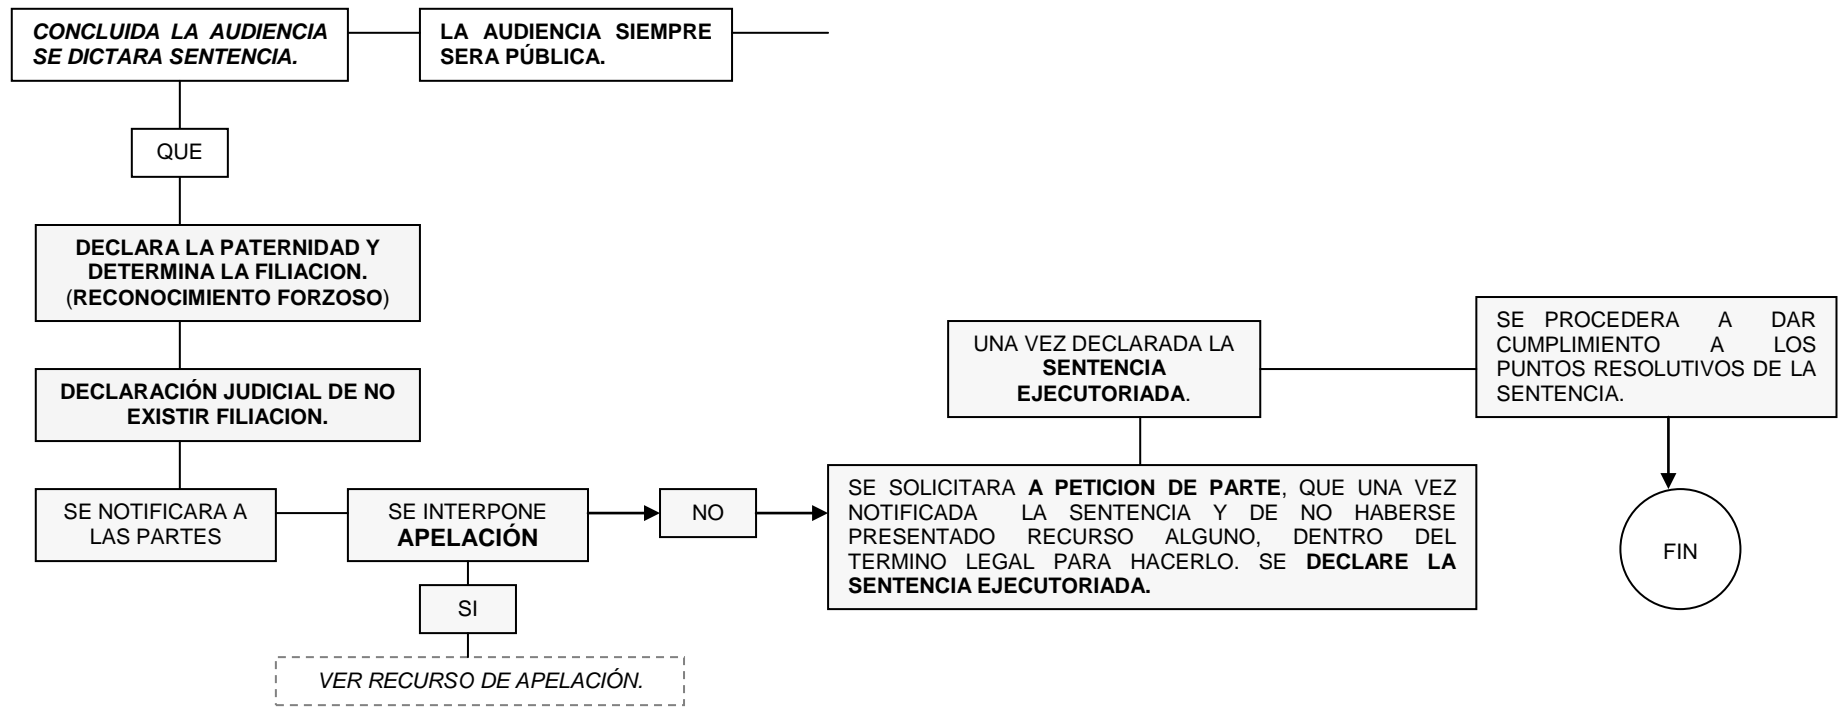 CONCLUIDA LA AUDIENCIA
SE DICTARA SENTENCIA.
LA AUDIENCIA SIEMPRE
SERA PÚBLICA.
QUE
DECLARA LA PATERNIDAD Y
DETERMINA LA FILIACION.
(RECONOCIMIENTO FORZOSO)
DECLARACIÓN JUDICIAL DE NO
EXISTIR FILIACION.
SE NOTIFICARA A
LAS PARTES
SE INTERPONE
APELACIÓN
SI
VER RECURSO DE APELACIÓN.
NO
SE SOLICITARA A PETICION DE PARTE, QUE UNA VEZ
NOTIFICADA LA SENTENCIA Y DE NO HABERSE
PRESENTADO RECURSO ALGUNO, DENTRO DEL
TERMINO LEGAL PARA HACERLO. SE DECLARE LA
SENTENCIA EJECUTORIADA.
UNA VEZ DECLARADA LA
SENTENCIA
EJECUTORIADA.
SE PROCEDERA A DAR
CUMPLIMIENTO A LOS
PUNTOS RESOLUTIVOS DE LA
SENTENCIA.
FIN